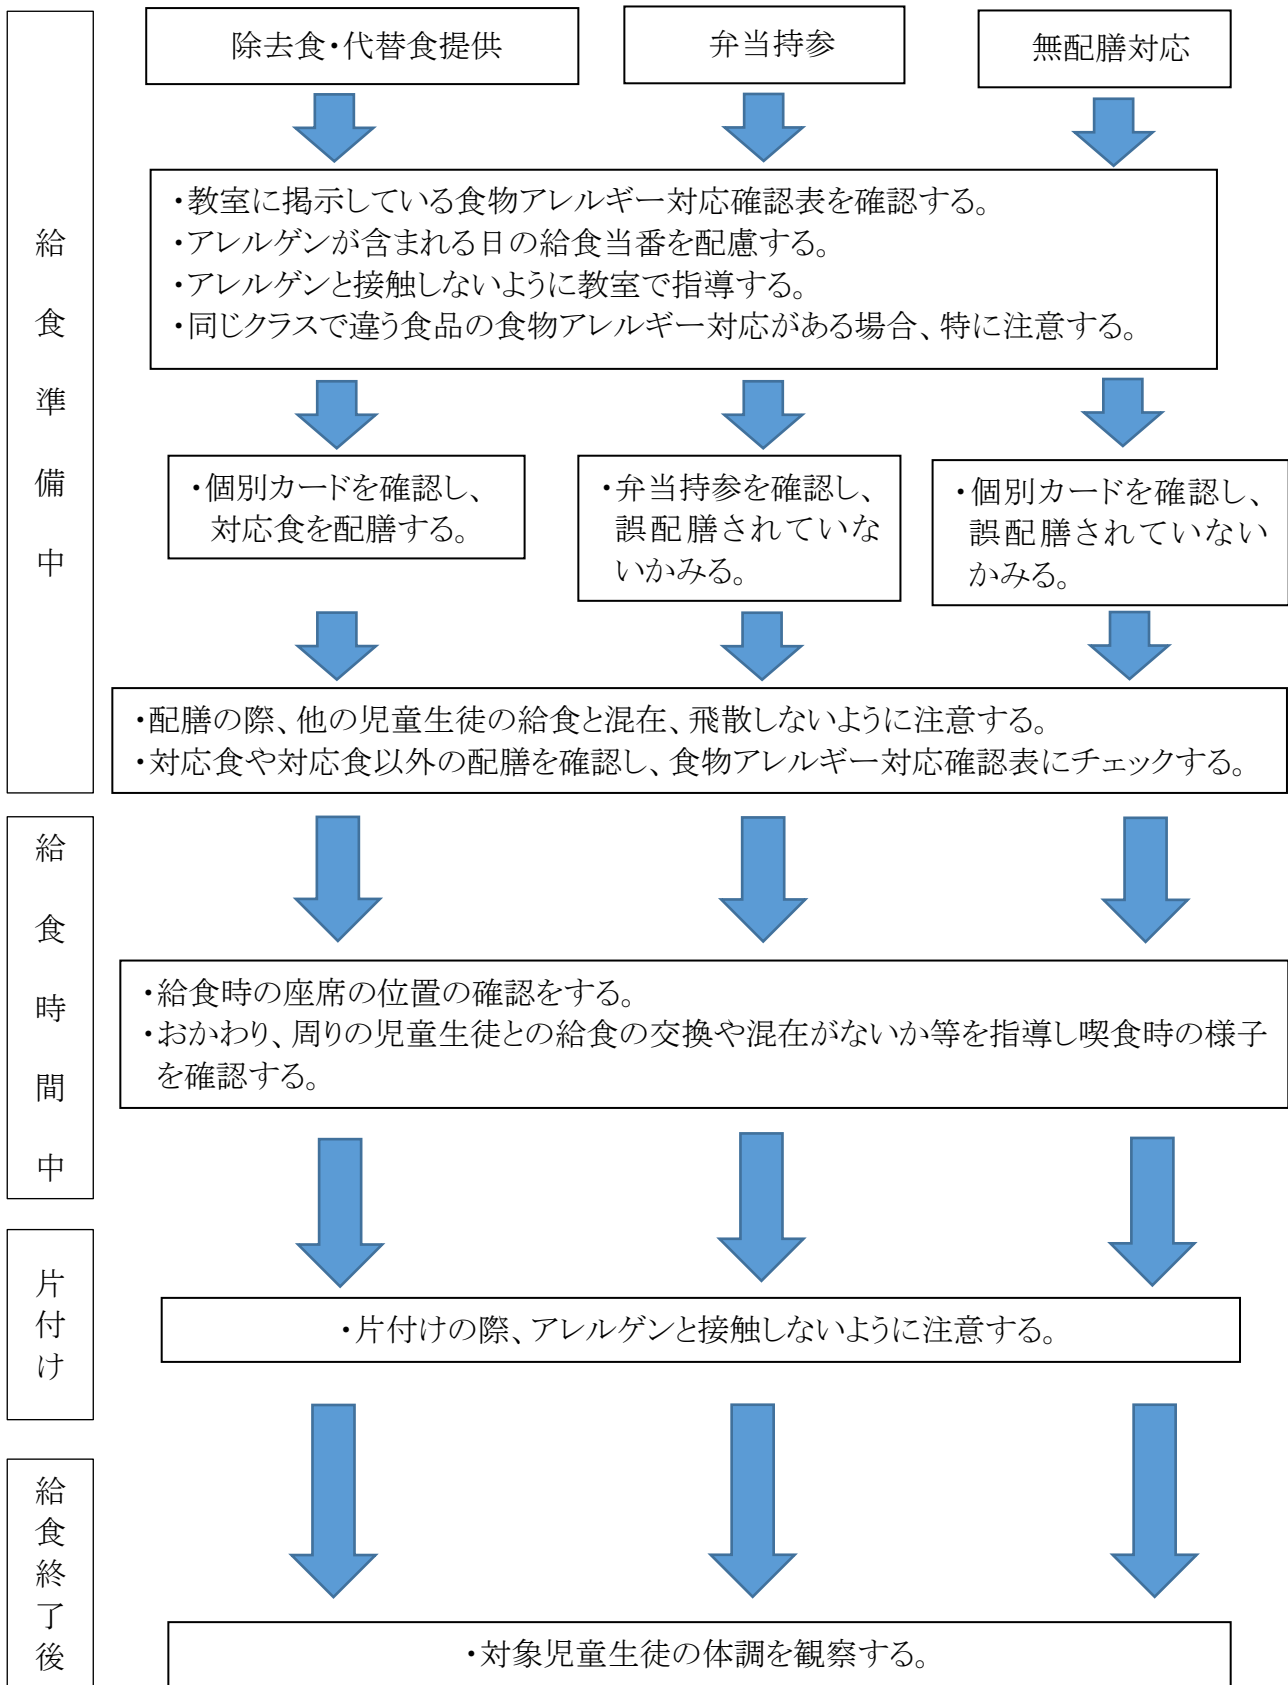 除去食・代替食提供
弁当持参
無配膳対応
給食準備中
・教室に掲示している食物アレルギー対応確認表を確認する。
・アレルゲンが含まれる日の給食当番を配慮する。
・アレルゲンと接触しないように教室で指導する。
・同じクラスで違う食品の食物アレルギー対応がある場合、特に注意する。
・個別カードを確認し、
対応食を配膳する。
・弁当持参を確認し、
誤配膳されていな
いかみる。
・個別カードを確認し、
誤配膳されていない
かみる。
・配膳の際、他の児童生徒の給食と混在、飛散しないように注意する。
・対応食や対応食以外の配膳を確認し、食物アレルギー対応確認表にチェックする。
給食時間中
・給食時の座席の位置の確認をする。
・おかわり、周りの児童生徒との給食の交換や混在がないか等を指導し喫食時の様子
を確認する。
片付け
・片付けの際、アレルゲンと接触しないように注意する。
給食終了後
・対象児童生徒の体調を観察する。